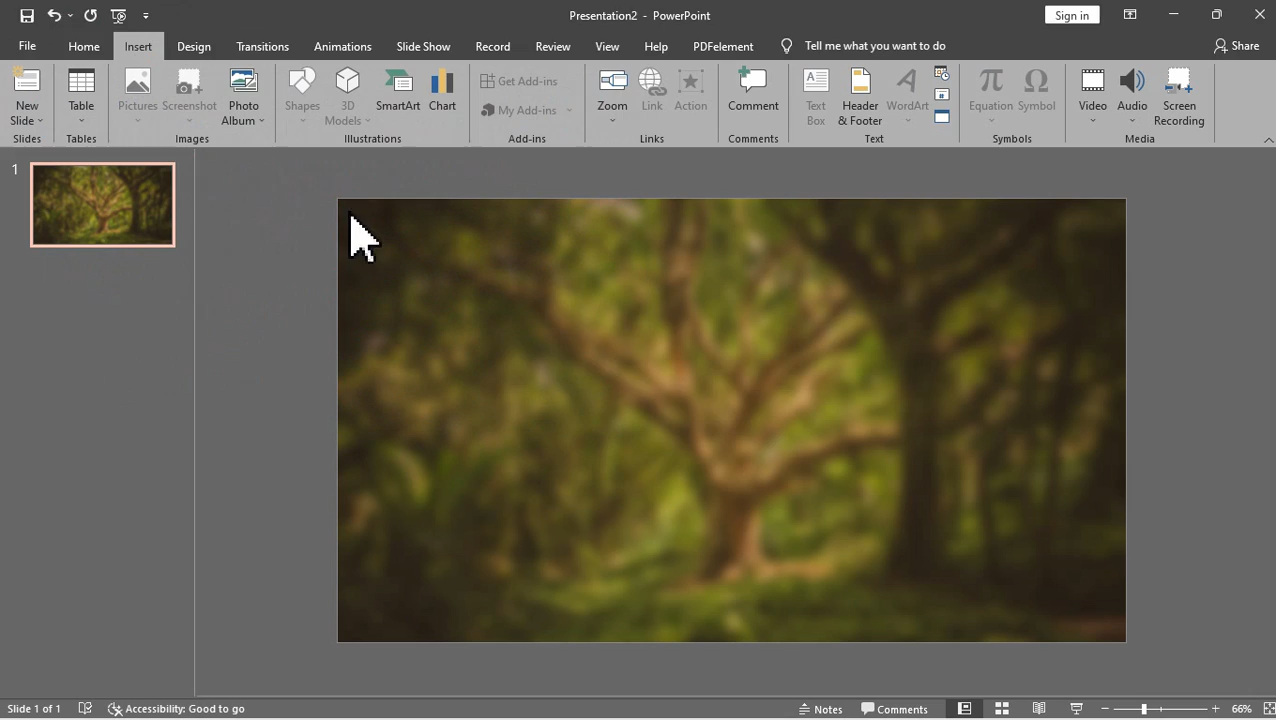 Presentation2 - PowerPoint
Sign in
File Home Insert Design Transitions Animations Slide Show Record Review View Help PDFelement Tell me what you want to do Share
New Slide
Table
Pictures
Screenshot
Photo Album
Shapes
3D Models
SmartArt
Chart
Get Add-ins
My Add-ins
Zoom
Link
Action
Comment
Text Box
Header & Footer
WordArt
Equation
Symbol
Video
Audio
Screen Recording
Slides Tables Images Illustrations Add-ins Links Comments Text Symbols Media
1
Slide 1 of 1 Accessibility: Good to go Notes Comments 66%